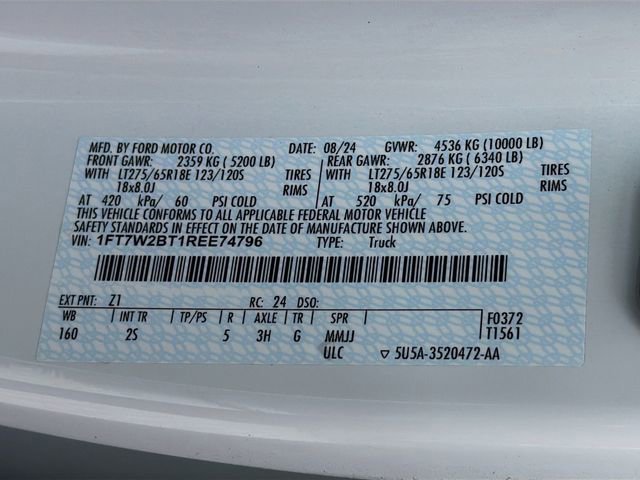 MFD. BY FORD MOTOR CO. 08/24 GVWR: 4536 KG (10000 LB)
FRONT GAWR: 2359 KG ( 5200 LB) REAR GAWR: 2876 KG ( 6340 LB)
WITH LT275/65R18E 123/120S TIRES WITH LT275/65R18E 123/120S TIRES
18x8.0J RIMS 18x8.0J RIMS
AT 420 kPa/ 60 PSI COLD AT 520 kPa/ 75 PSI COLD
THIS VEHICLE CONFORMS TO ALL APPLICABLE FEDERAL MOTOR VEHICLE
SAFETY STANDARDS IN EFFECT ON THE DATE OF MANUFACTURE SHOWN ABOVE.
VIN: 1FT7W2BT1REE74796 TYPE: Truck
EXT PNT: Z1 RC: 24 DSO:
WB INT TR TP/PS R AXLE TR SPR F0372
160 2S 5 3H G MMJJ T1561
ULC ▽ 5U5A-3520472-AA